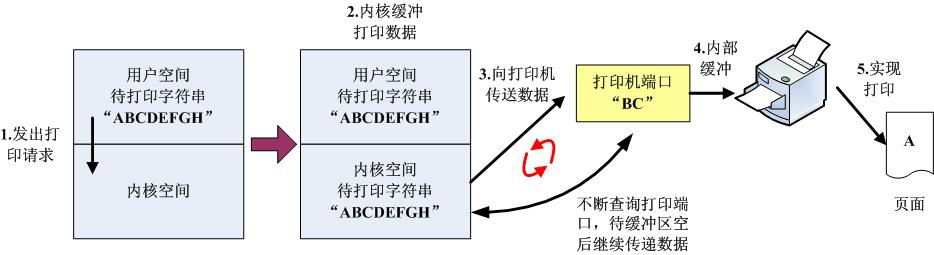 1.发出打
印请求
用户空间
待打印字符串
“ABCDEFGH”
内核空间
2.内核缓冲
打印数据
用户空间
待打印字符串
“ABCDEFGH”
内核空间
待打印字符串
“ABCDEFGH”
3.向打印机
传送数据
打印机端口
“BC”
不断查询打印端
口，待缓冲区空
后继续传递数据
4.内部
缓冲
5.实现
打印
A
页面